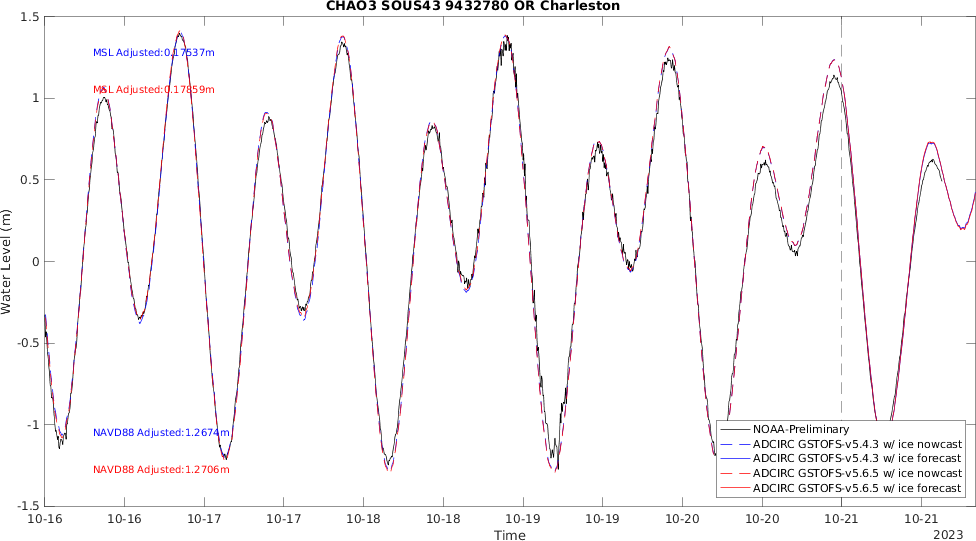 CHAO3 SOUS43 9432780 OR Charleston
1.5
1
0.5
0
-0.5
-1
-1.5
Water Level (m)
MSL Adjusted:0.17537m
MSL Adjusted:0.17859m
NAVD88 Adjusted:1.2674m
NAVD88 Adjusted:1.2706m
NOAA-Preliminary
ADCIRC GSTOFS-v5.4.3 w/ ice nowcast
ADCIRC GSTOFS-v5.4.3 w/ ice forecast
ADCIRC GSTOFS-v5.6.5 w/ ice nowcast
ADCIRC GSTOFS-v5.6.5 w/ ice forecast
10-16 10-16 10-17 10-17 10-18 10-18 10-19 10-19 10-20 10-20 10-21 10-21
Time
2023